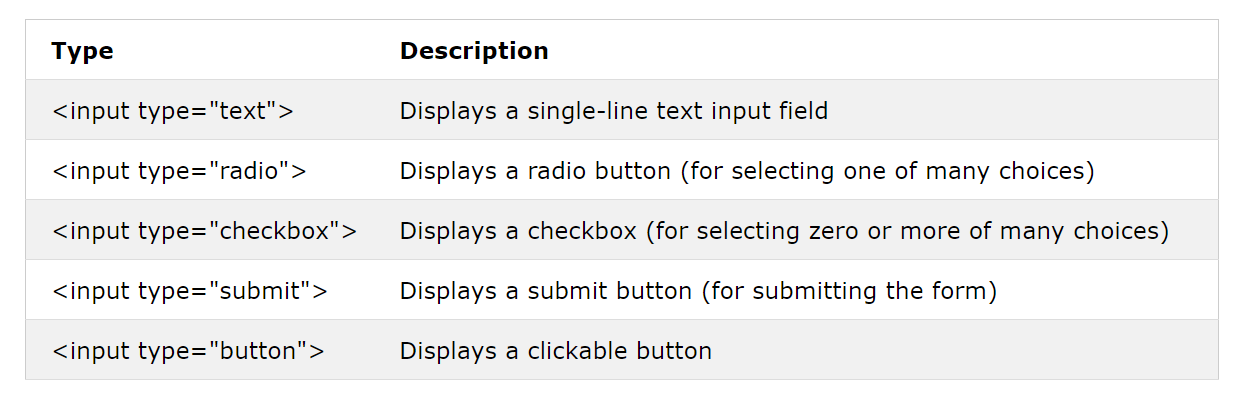 Type Description
<input type="text"> Displays a single-line text input field
<input type="radio"> Displays a radio button (for selecting one of many choices)
<input type="checkbox"> Displays a checkbox (for selecting zero or more of many choices)
<input type="submit"> Displays a submit button (for submitting the form)
<input type="button"> Displays a clickable button